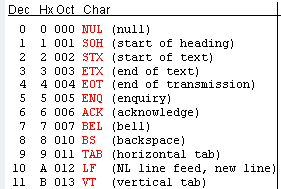 Dec Hx Oct Char
0 0 000 NUL (null)
1 1 001 SOH (start of heading)
2 2 002 STX (start of text)
3 3 003 ETX (end of text)
4 4 004 EOT (end of transmission)
5 5 005 ENQ (enquiry)
6 6 006 ACK (acknowledge)
7 7 007 BEL (bell)
8 8 010 BS (backspace)
9 9 011 TAB (horizontal tab)
10 A 012 LF (NL line feed, new line)
11 B 013 VT (vertical tab)